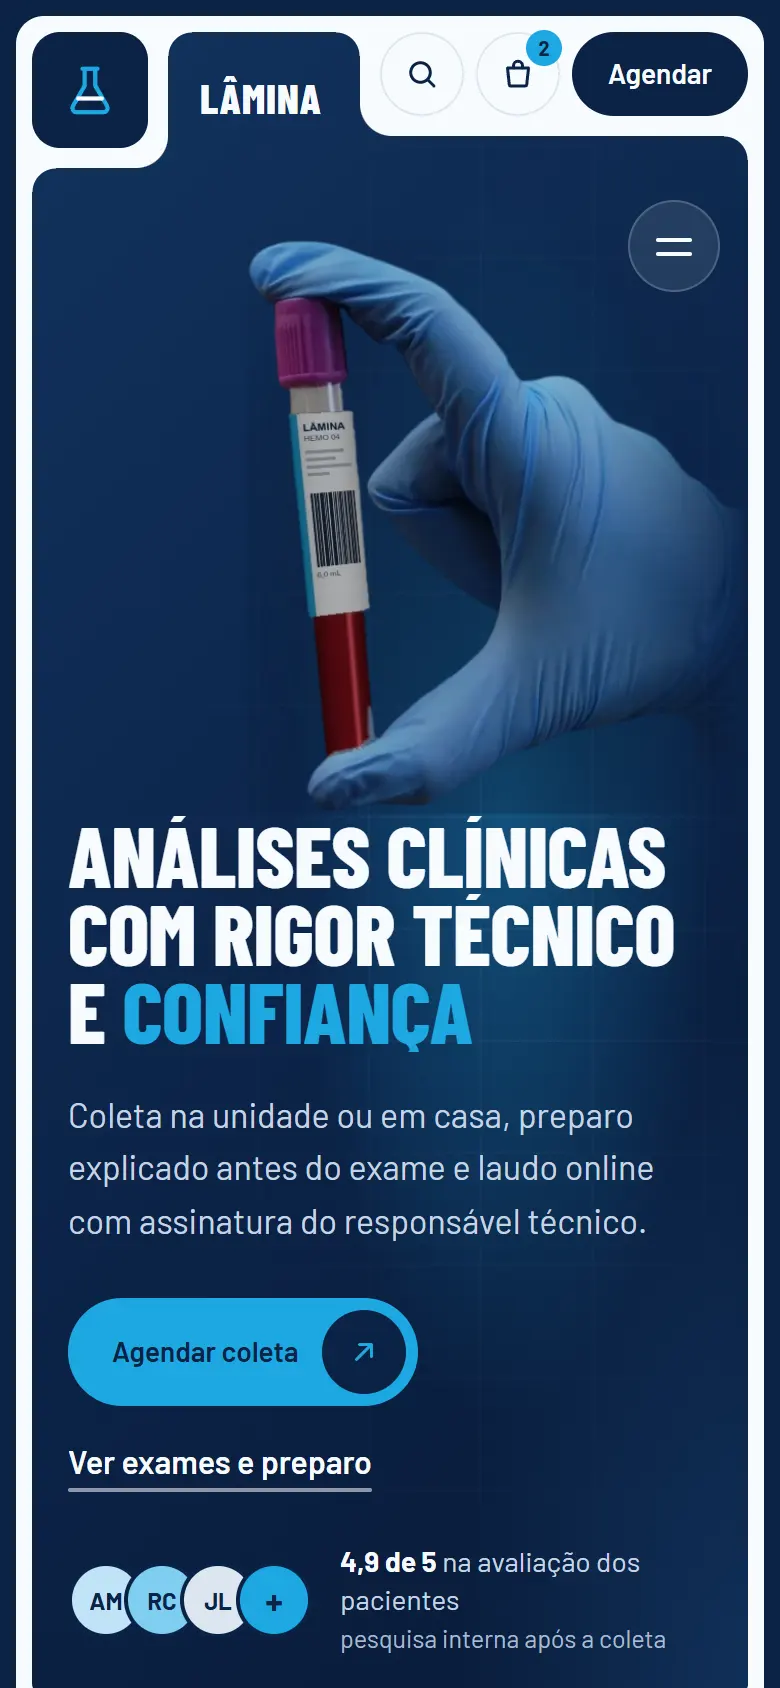 LÂMINA
2
Agendar
LÂMINA
HEMO 04
6,0 mL
ANÁLISES CLÍNICAS
COM RIGOR TÉCNICO
E CONFIANÇA
Coleta na unidade ou em casa, preparo
explicado antes do exame e laudo online
com assinatura do responsável técnico.
Agendar coleta
Ver exames e preparo
AM
RC
JL
+
4,9 de 5 na avaliação dos
pacientes
pesquisa interna após a coleta